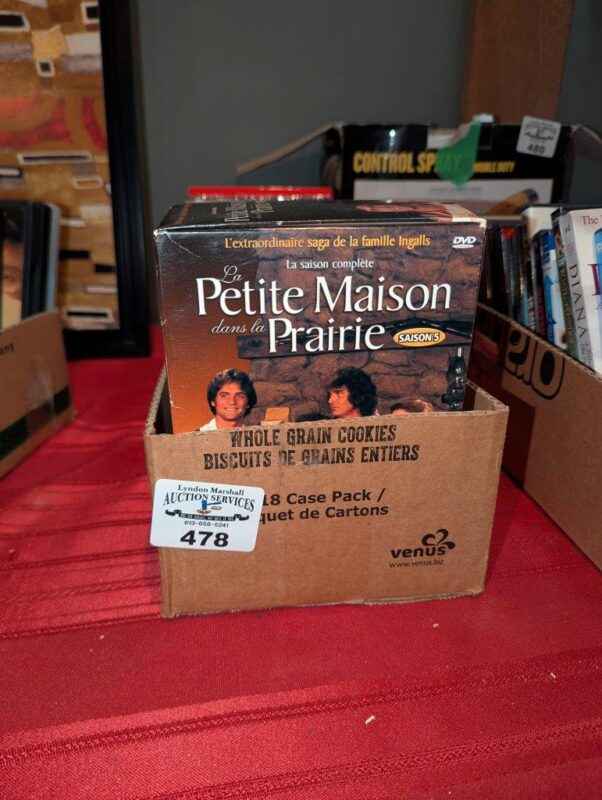 CONTROL SPRAY
480
L'extraordinaire saga de la famille Ingalls
DVD
La saison complète
La
Petite Maison
dans la
Prairie
SAISON 5
WHOLE GRAIN COOKIES
BISCUITS DE GRAINS ENTIERS
18 Case Pack /
quet de Cartons
venus
www.venus.biz
Lyndon Marshall
AUCTION SERVICES
478
The
DIANA